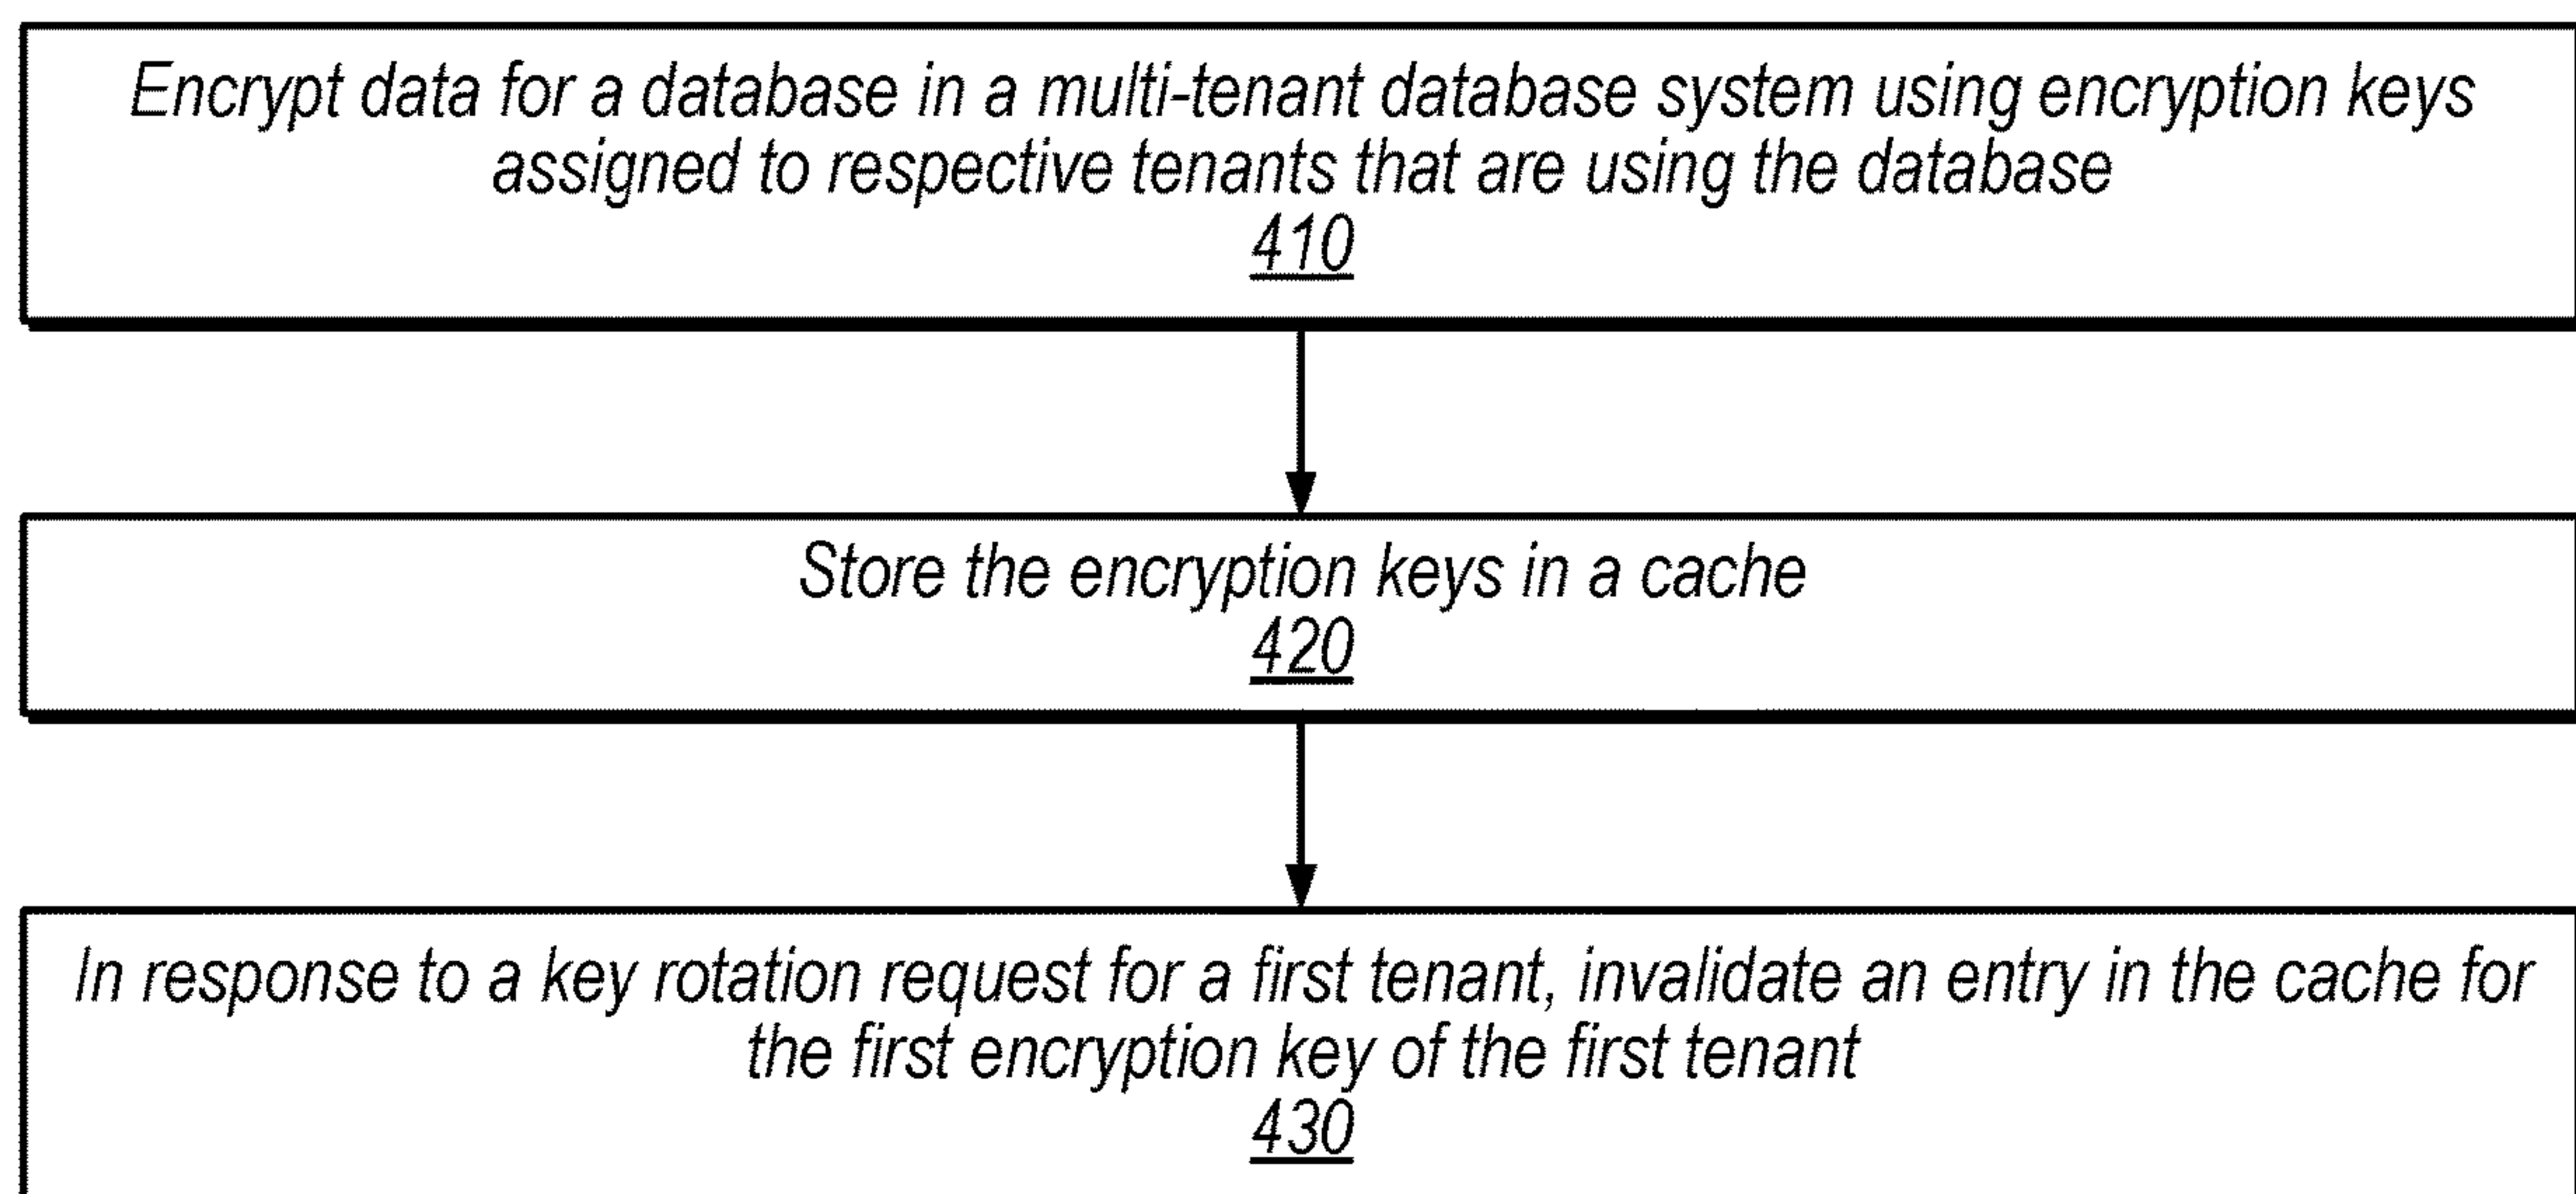 Encrypt data for a database in a multi-tenant database system using encryption keys
assigned to respective tenants that are using the database
410
Store the encryption keys in a cache
420
In response to a key rotation request for a first tenant, invalidate an entry in the cache for
the first encryption key of the first tenant
430